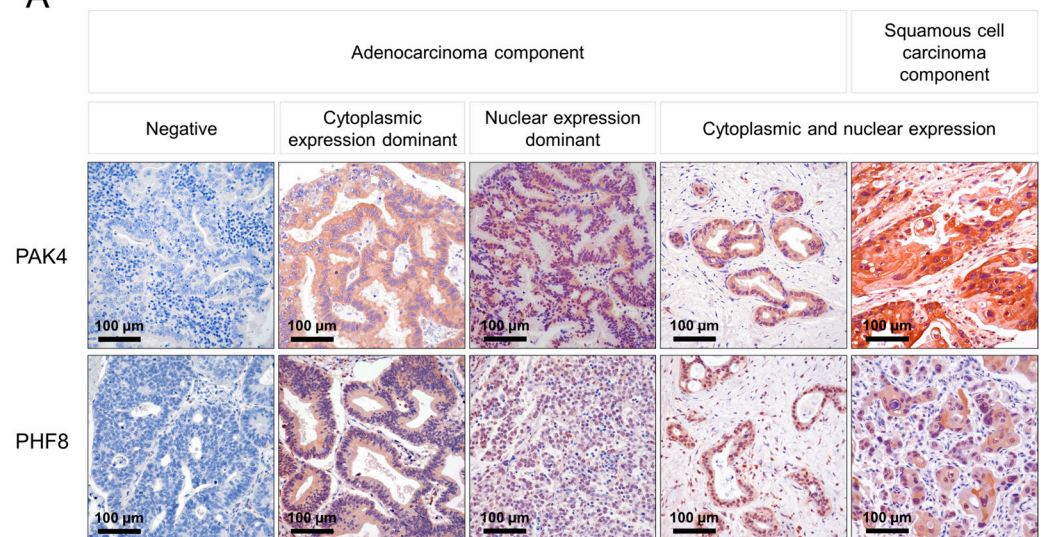 A
Adenocarcinoma component
Squamous cell
carcinoma
component
Negative
Cytoplasmic
expression dominant
Nuclear expression
dominant
Cytoplasmic and nuclear expression
PAK4
100 µm
100 µm
100 µm
100 µm
100 µm
PHF8
100 µm
100 µm
100 µm
100 µm
100 µm